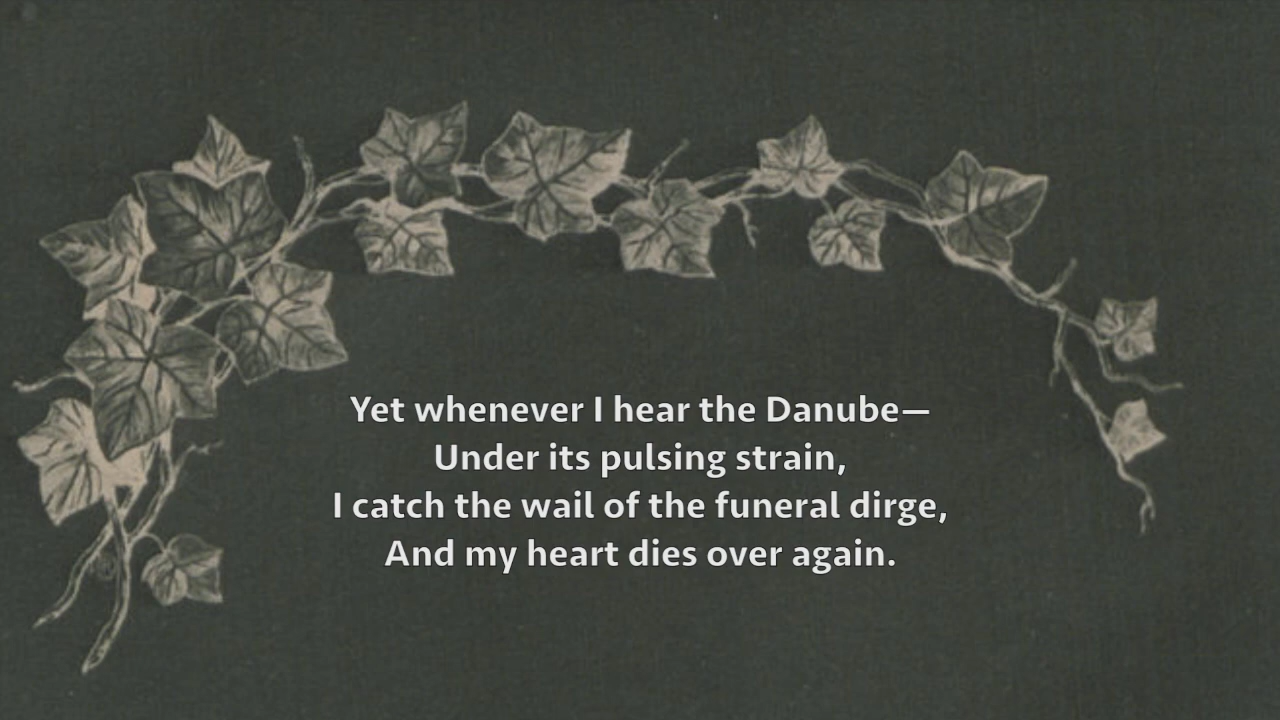 Yet whenever I hear the Danube—
Under its pulsing strain,
I catch the wail of the funeral dirge,
And my heart dies over again.